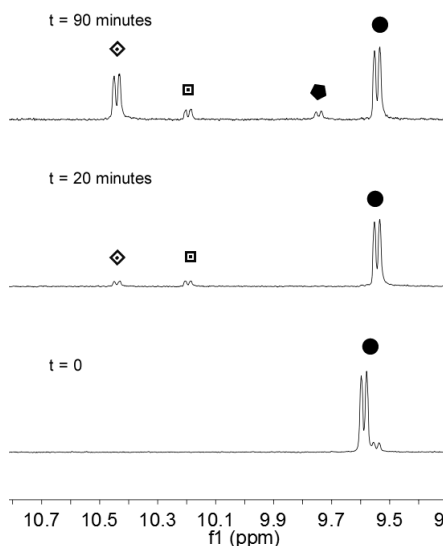 t = 90 minutes
t = 20 minutes
t = 0
10.7 10.5 10.3 10.1 9.9 9.7 9.5 9
f1 (ppm)